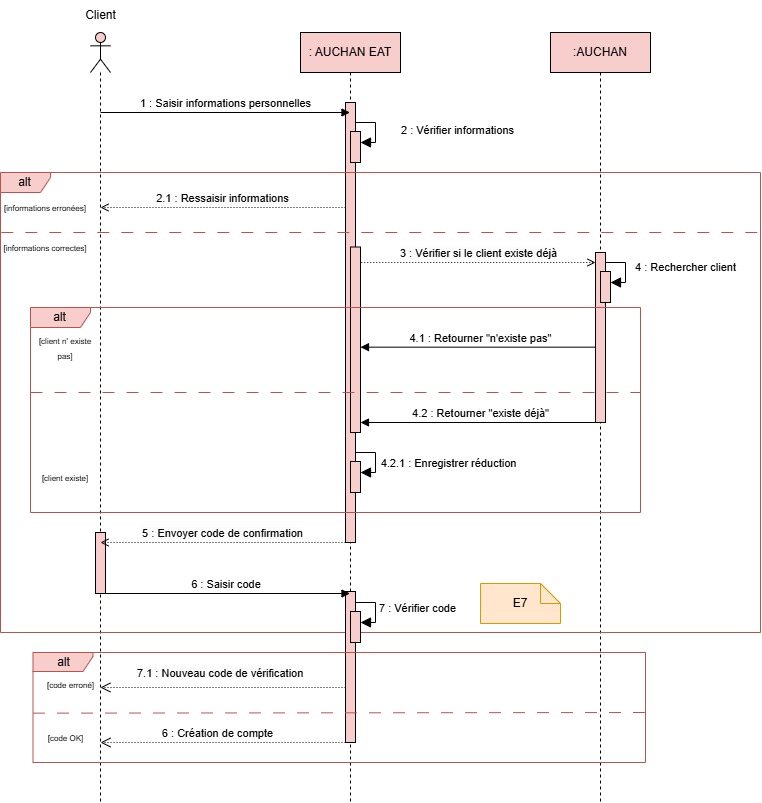 Client
: AUCHAN EAT
:AUCHAN
1 : Saisir informations personnelles
2 : Vérifier informations
alt
2.1 : Ressaisir informations
[informations erronées]
[informations correctes]
3 : Vérifier si le client existe déjà
4 : Rechercher client
alt
4.1 : Retourner "n'existe pas"
[client n' existe
pas]
4.2 : Retourner "existe déjà"
4.2.1 : Enregistrer réduction
[client existe]
5 : Envoyer code de confirmation
6 : Saisir code
7 : Vérifier code
E7
alt
7.1 : Nouveau code de vérification
[code erroné]
6 : Création de compte
[code OK]